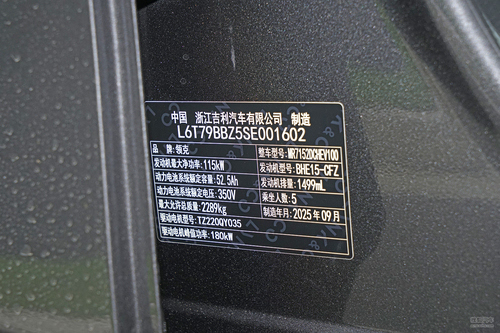 中国 浙江吉利汽车有限公司 制造
L6T79BBZ5SE001602
品牌:领克 整车型号:MR7152DCHEV100
发动机最大净功率:115kW 发动机型号:BHE15-CFZ
动力电池系统额定容量:52.5Ah 发动机排量:1499mL
动力电池系统额定电压:350V 乘坐人数:5
最大允许总质量:2289kg 制造年月:2025年09月
驱动电机型号:TZ220QY035
驱动电机峰值功率:180kW